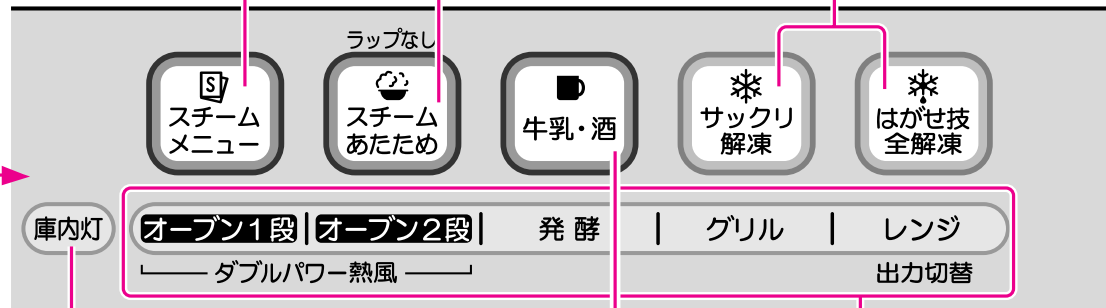 ラップなし
S
スチーム
メニュー
スチーム
あたため
牛乳・酒
サックリ
解凍
はがせ技
全解凍
庫内灯
オーブン1段
オーブン2段
発酵
グリル
レンジ
ダブルパワー熱風
出力切替